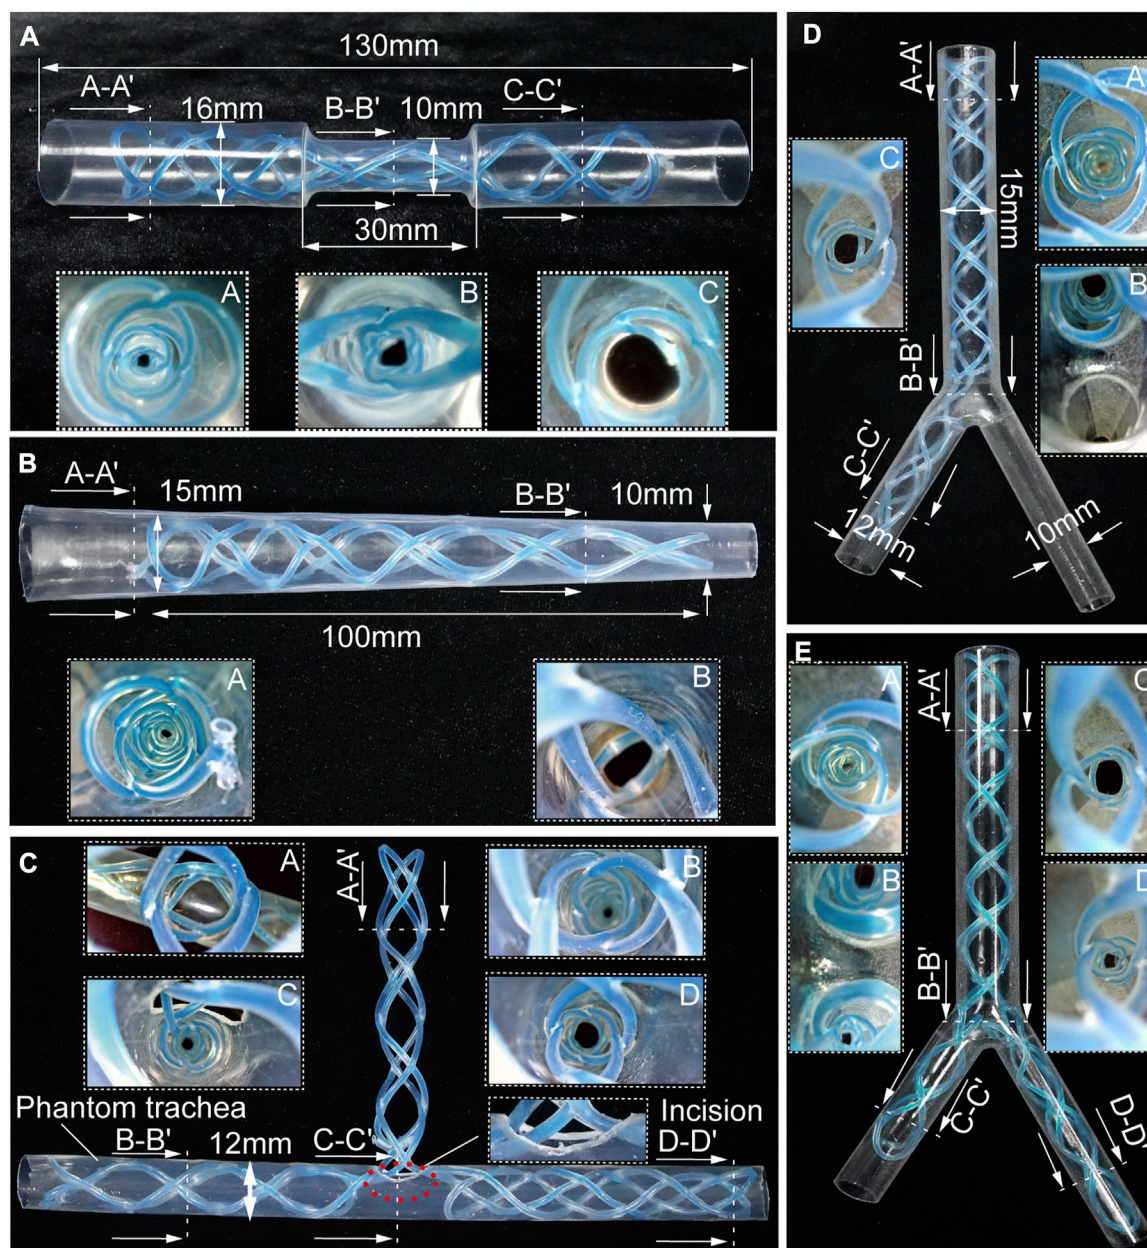 A
130mm
A-A'
16mm
B-B'
10mm
C-C'
30mm
A
B
C
B
A-A'
15mm
B-B'
10mm
100mm
A
B
C
A
A-A'
B
C
D
Phantom trachea
B-B'
12mm
C-C'
Incision
D-D'
D
A-A'
A
C
15mm
B
B-B'
C-C'
12mm
10mm
E
A
A-A'
C
B
D
B-B'
C-C'
D-D'